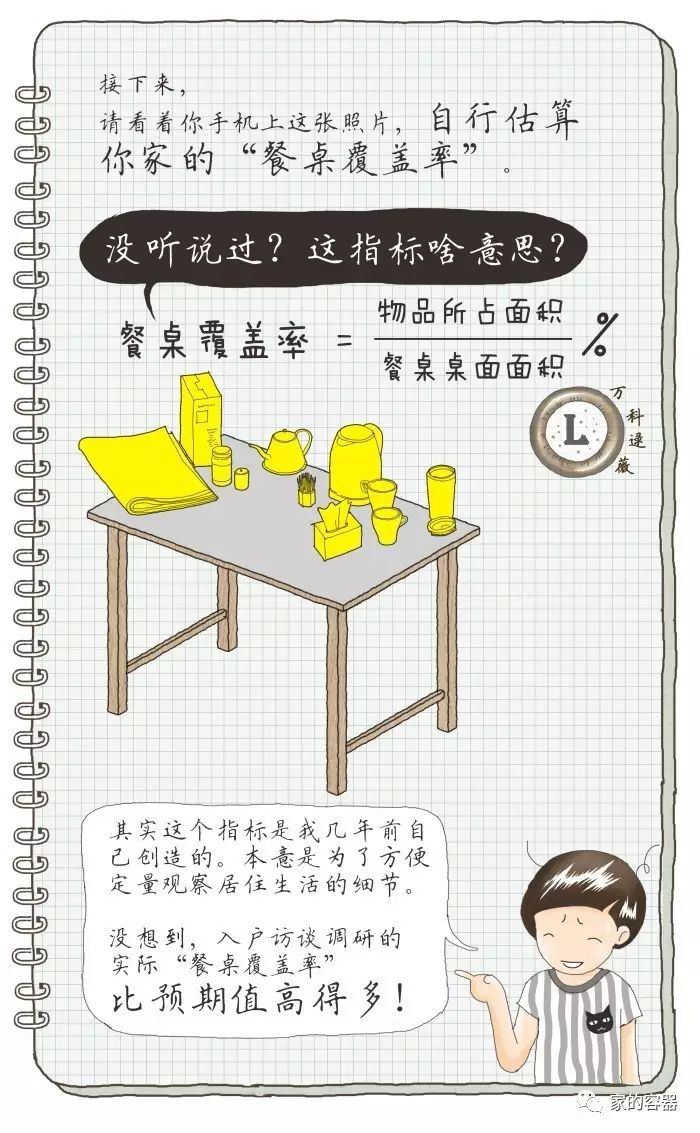 接下来，
请看着你手机上这张照片，自行估算
你家的“餐桌覆盖率”。
没听说过？这指标啥意思？
餐桌覆盖率 = 物品所占面积 %
餐桌桌面面积
L
万科逯薇
其实这个指标是我几年前自
己创造的。本意是为了方便
定量观察居住生活的细节。
没想到，入户访谈调研的
实际“餐桌覆盖率”
比预期值高得多！
家的容器